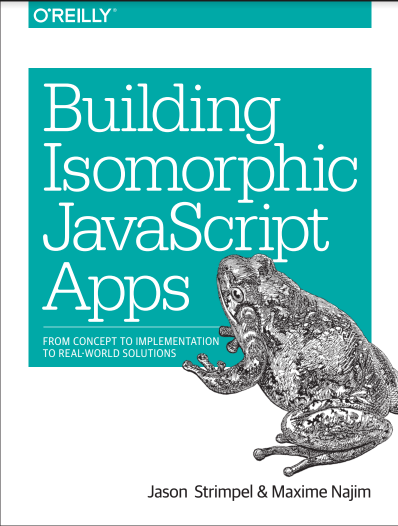 O'REILLY®
Building
Isomorphic
JavaScript
Apps
FROM CONCEPT TO IMPLEMENTATION
TO REAL-WORLD SOLUTIONS
Jason Strimpel & Maxime Najim